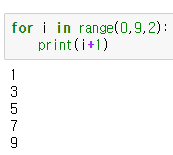 for i in range(0,9,2):
    print(i+1)
1
3
5
7
9